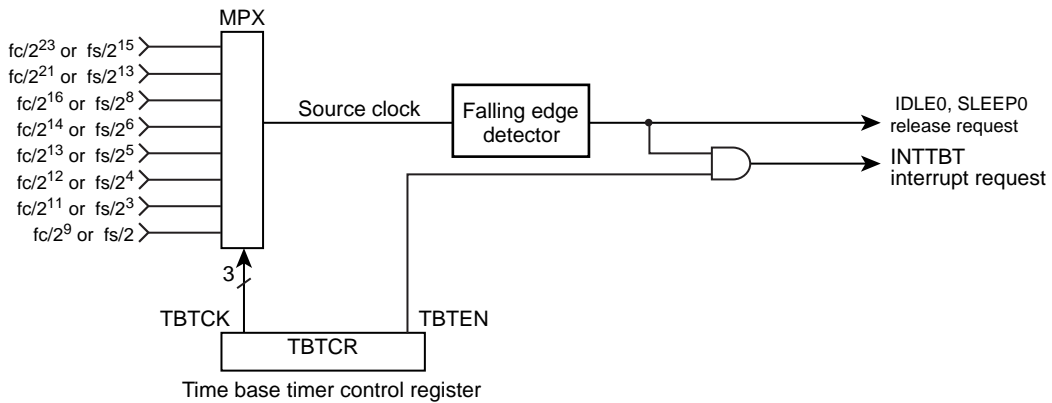 MPX
fc/2^23 or fs/2^15
fc/2^21 or fs/2^13
fc/2^16 or fs/2^8
fc/2^14 or fs/2^6
fc/2^13 or fs/2^5
fc/2^12 or fs/2^4
fc/2^11 or fs/2^3
fc/2^9 or fs/2
Source clock
Falling edge
detector
IDLE0, SLEEP0
release request
INTTBT
interrupt request
3
TBTCK
TBTEN
TBTCR
Time base timer control register